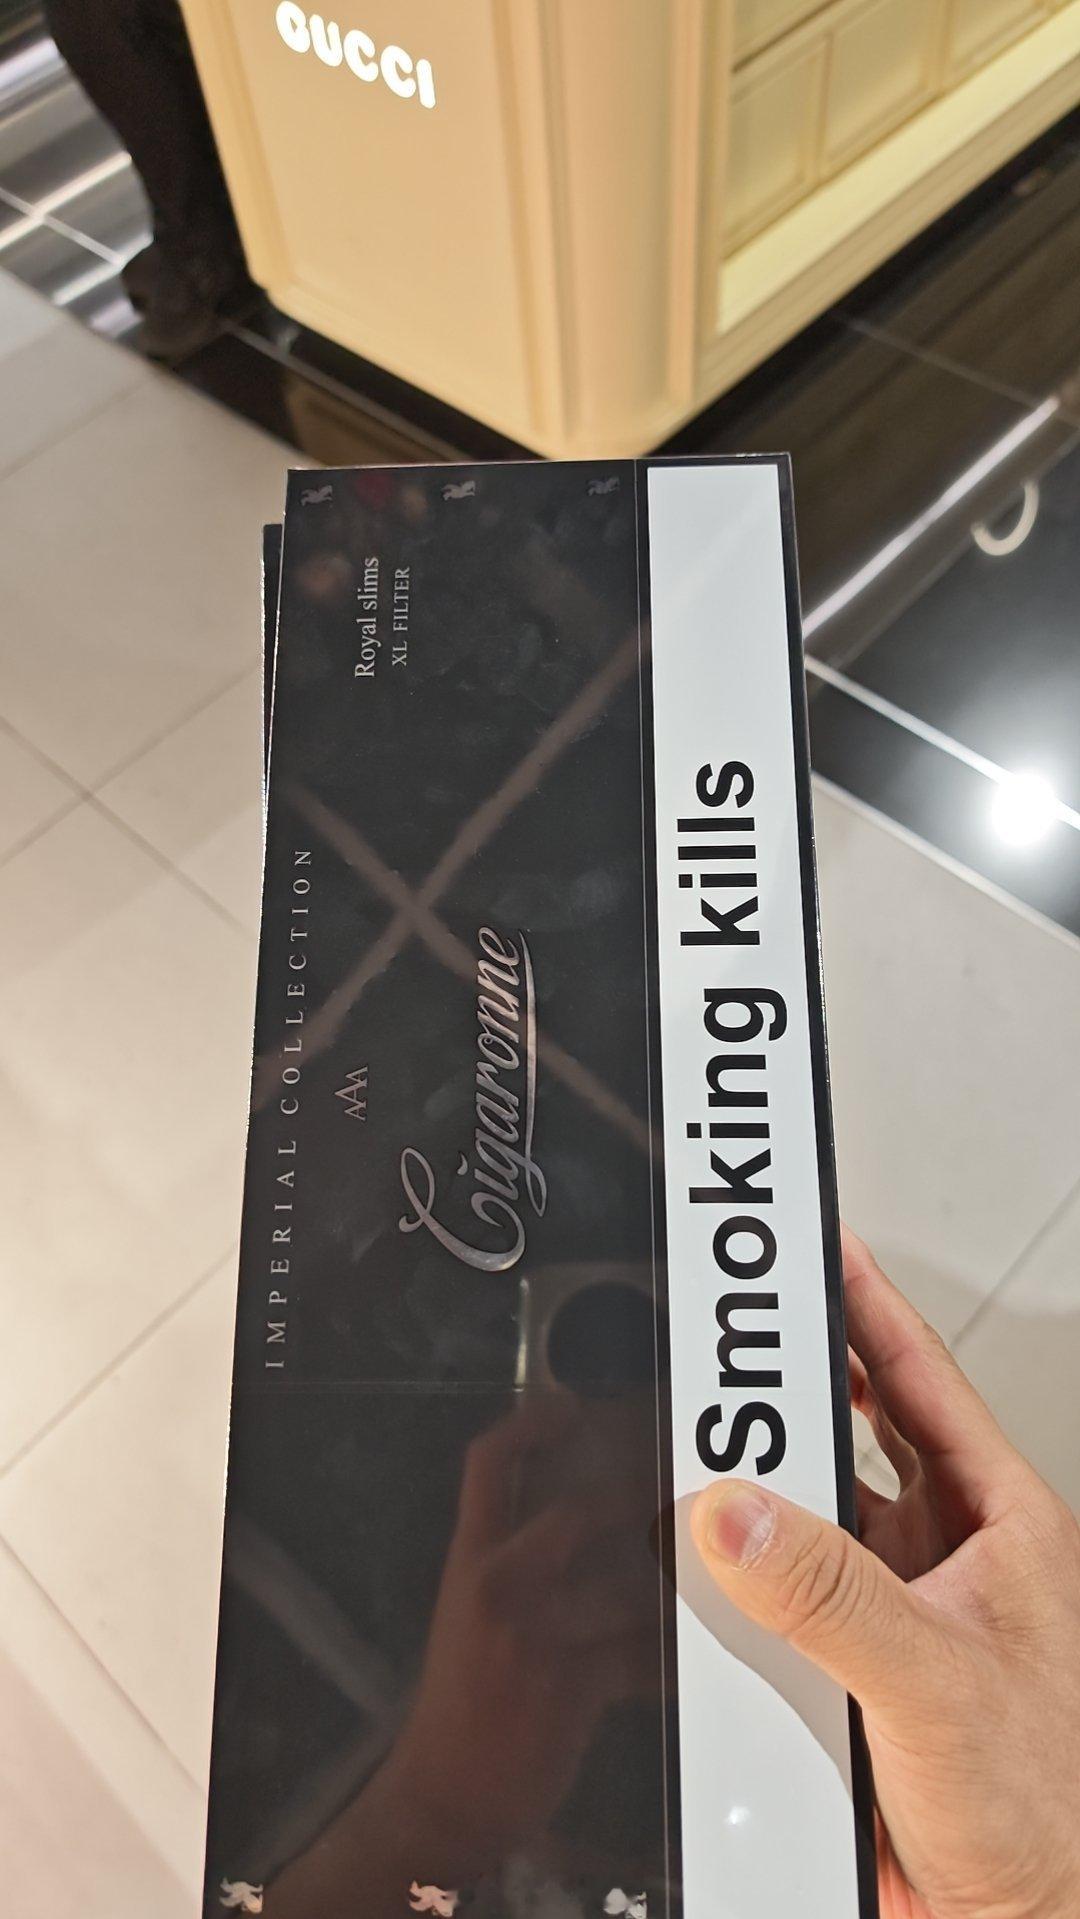 GUCCI
Royal slims
XL FILTER
IMPERIAL COLLECTION
AAA
Cigaronne
Smoking kills